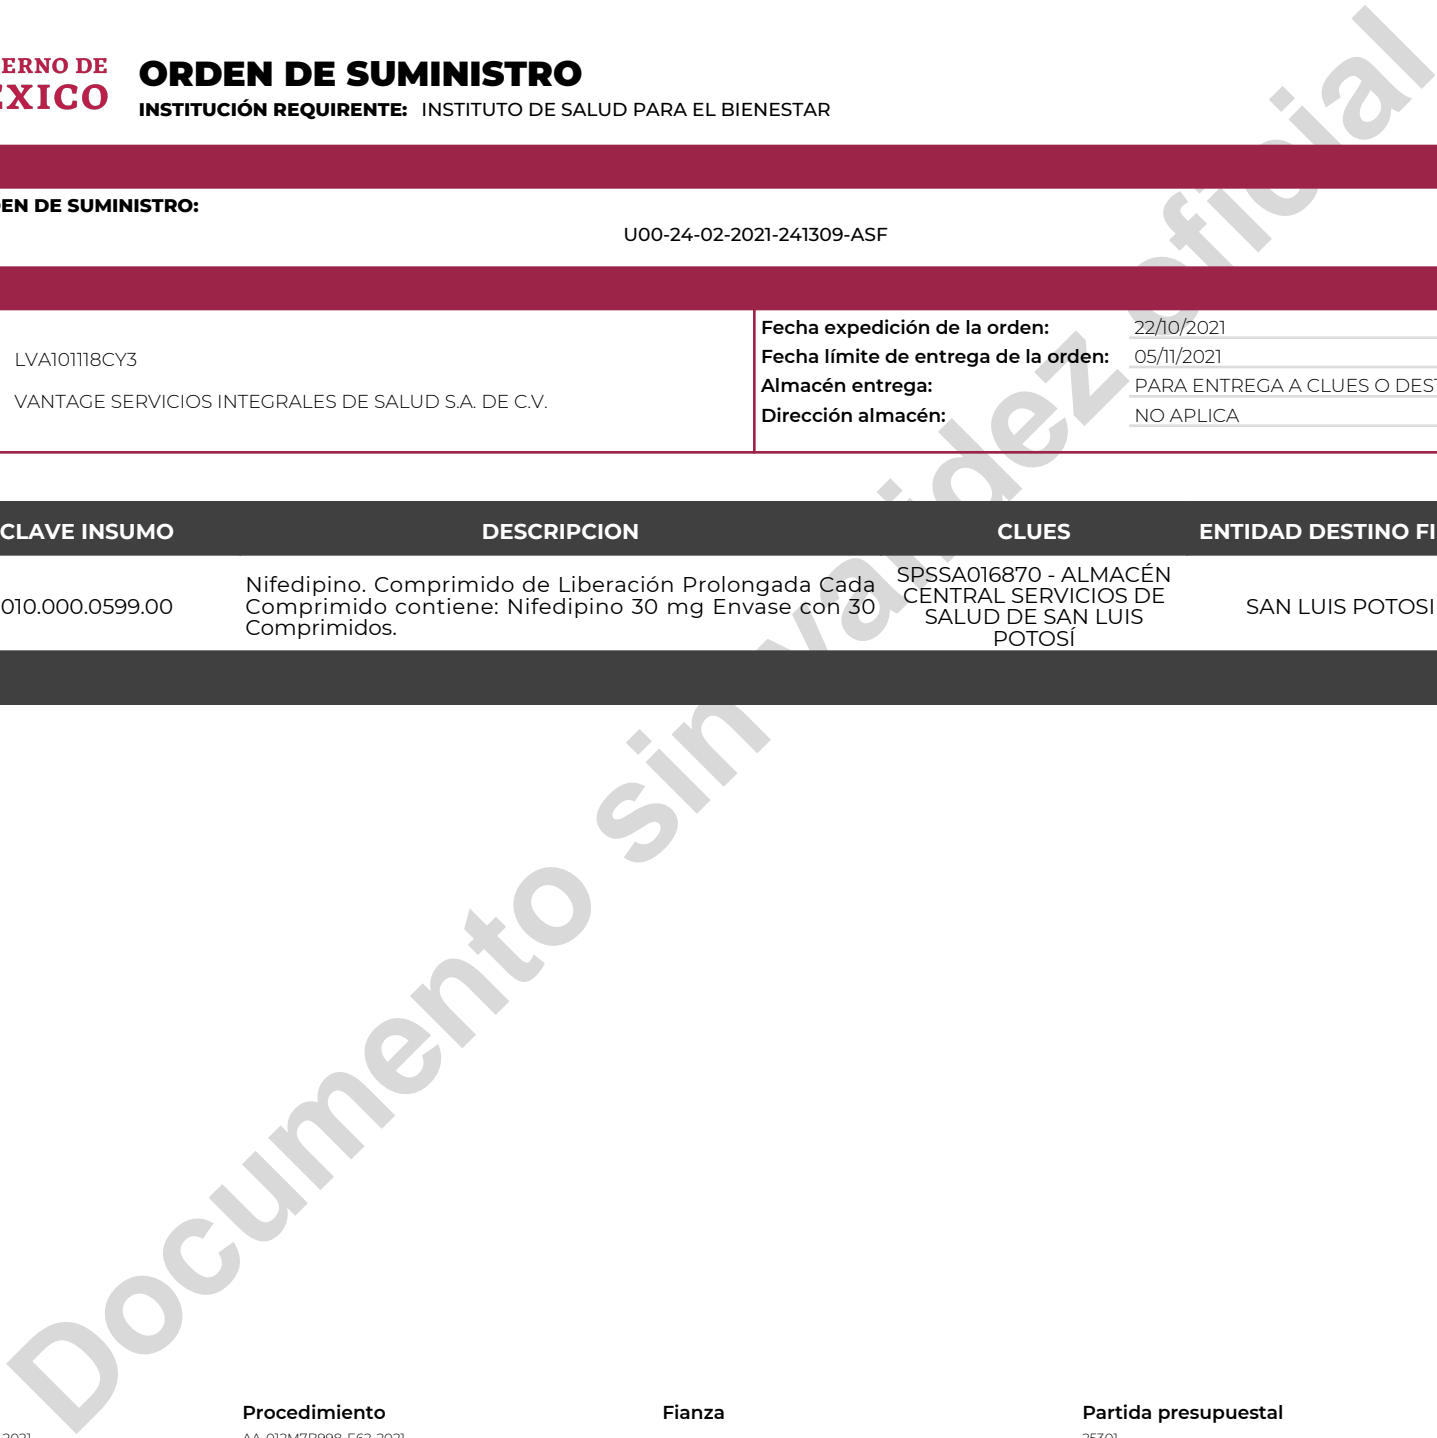 ERNO DE
EXICO
ORDEN DE SUMINISTRO
INSTITUCIÓN REQUIRENTE: INSTITUTO DE SALUD PARA EL BIENESTAR
EN DE SUMINISTRO:
U00-24-02-2021-241309-ASF
LVA101118CY3
VANTAGE SERVICIOS INTEGRALES DE SALUD S.A. DE C.V.
Fecha expedición de la orden: 22/10/2021
Fecha límite de entrega de la orden: 05/11/2021
Almacén entrega: PARA ENTREGA A CLUES O DEST
Dirección almacén: NO APLICA
CLAVE INSUMO DESCRIPCION CLUES ENTIDAD DESTINO FI
010.000.0599.00
Nifedipino. Comprimido de Liberación Prolongada Cada
Comprimido contiene: Nifedipino 30 mg Envase con 30
Comprimidos.
SPSSA016870 - ALMACÉN
CENTRAL SERVICIOS DE
SALUD DE SAN LUIS
POTOSÍ
SAN LUIS POTOSI
Documento sin validez oficial
Procedimiento Fianza Partida presupuestal